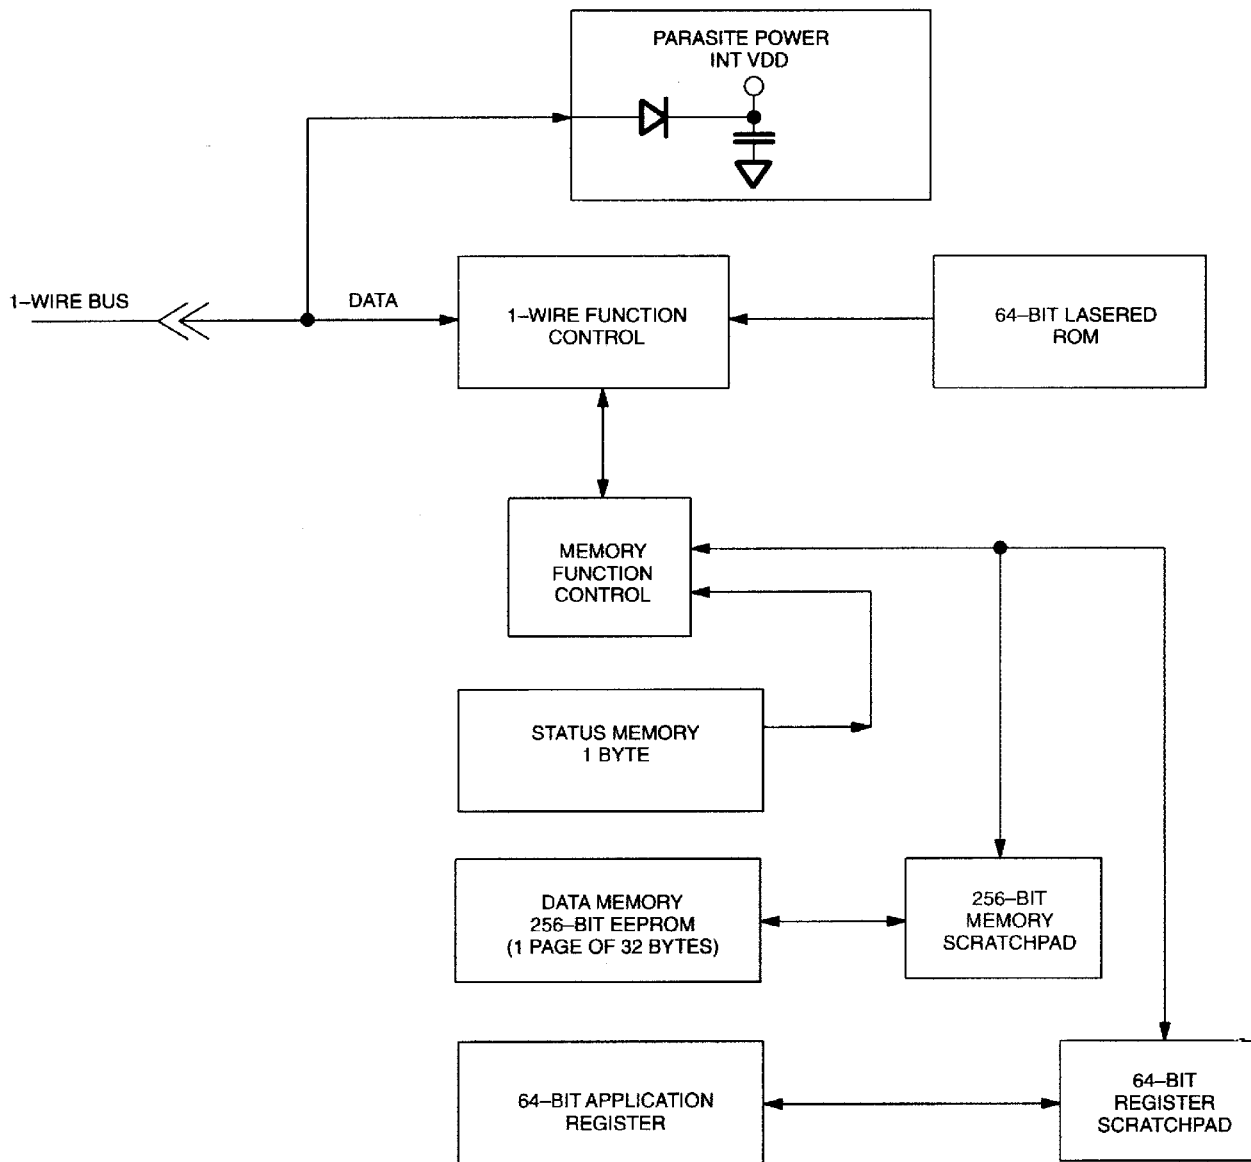 PARASITE POWER
INT VDD
1–WIRE BUS
DATA
1–WIRE FUNCTION
CONTROL
64–BIT LASERED
ROM
MEMORY
FUNCTION
CONTROL
STATUS MEMORY
1 BYTE
DATA MEMORY
256–BIT EEPROM
(1 PAGE OF 32 BYTES)
256–BIT
MEMORY
SCRATCHPAD
64–BIT APPLICATION
REGISTER
64–BIT
REGISTER
SCRATCHPAD